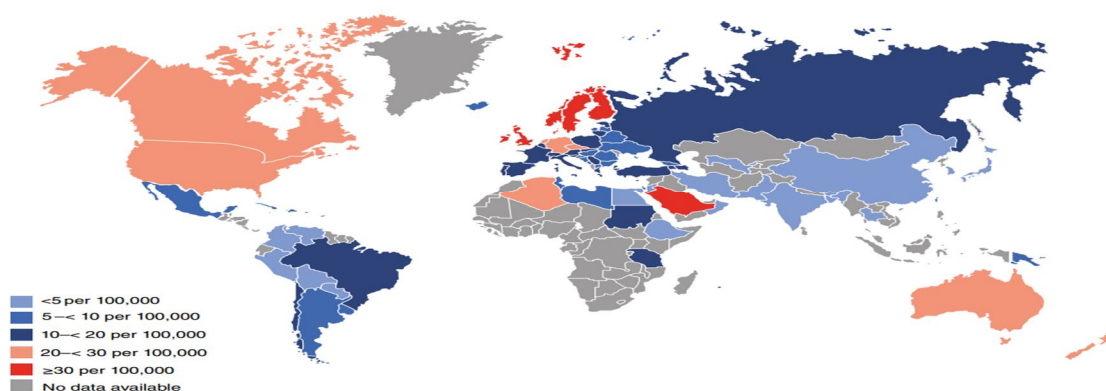 <5 per 100,000
5–< 10 per 100,000
10–< 20 per 100,000
20–< 30 per 100,000
≥30 per 100,000
No data available